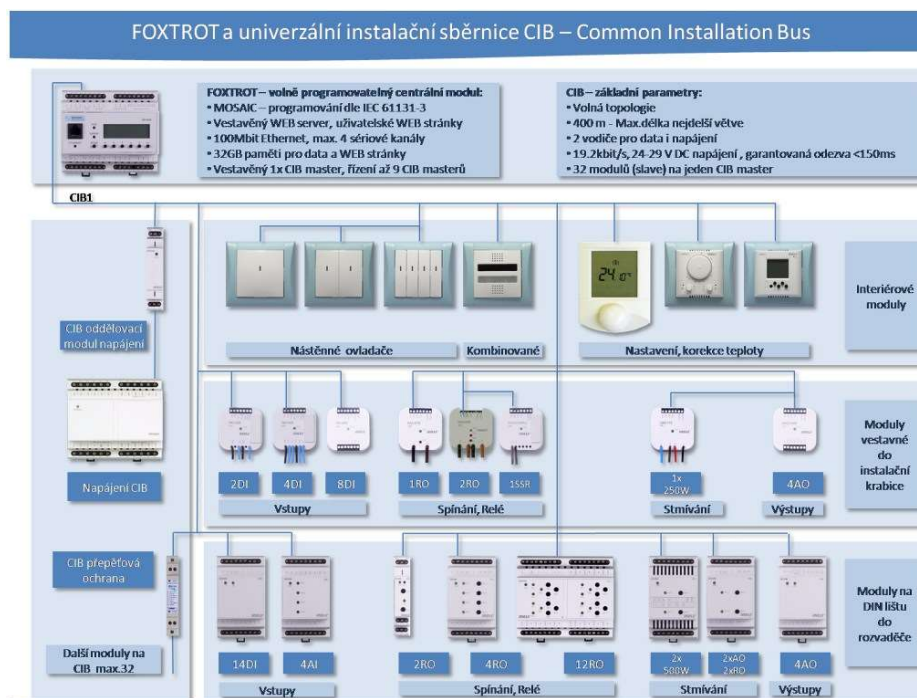 FOXTROT a univerzální instalační sběrnice CIB – Common Installation Bus
FOXTROT – volně programovatelný centrální modul:
• MOSAIC – programování dle IEC 61131-3
• Vestavěný WEB server, uživatelské WEB stránky
• 100Mbit Ethernet, max. 4 sériové kanály
• 32GB paměti pro data a WEB stránky
• Vestavěný 1x CIB master, řízení až 9 CIB masterů
CIB – základní parametry:
• Volná topologie
• 400 m - Max.délka nejdelší větve
• 2 vodiče pro data i napájení
• 19.2kbit/s, 24-29 V DC napájení , garantovaná odezva <150ms
• 32 modulů (slave) na jeden CIB master
CIB1
CIB oddělovací
modul napájení
Napájení CIB
CIB přepěťová
ochrana
Další moduly na
CIB max.32
Nástěnné ovladače
Kombinované
Nastavení, korekce teploty
Interiérové
moduly
2DI
4DI
8DI
1RO
2RO
1SSR
1x
250W
4AO
Vstupy
Spínání, Relé
Stmívání
Výstupy
Moduly
vestavné
do
instalační
krabice
14DI
4AI
2RO
4RO
12RO
2x
500W
2xAO
2xRO
4AO
Vstupy
Spínání, Relé
Stmívání
Výstupy
Moduly na
DIN lištu
do
rozvaděče